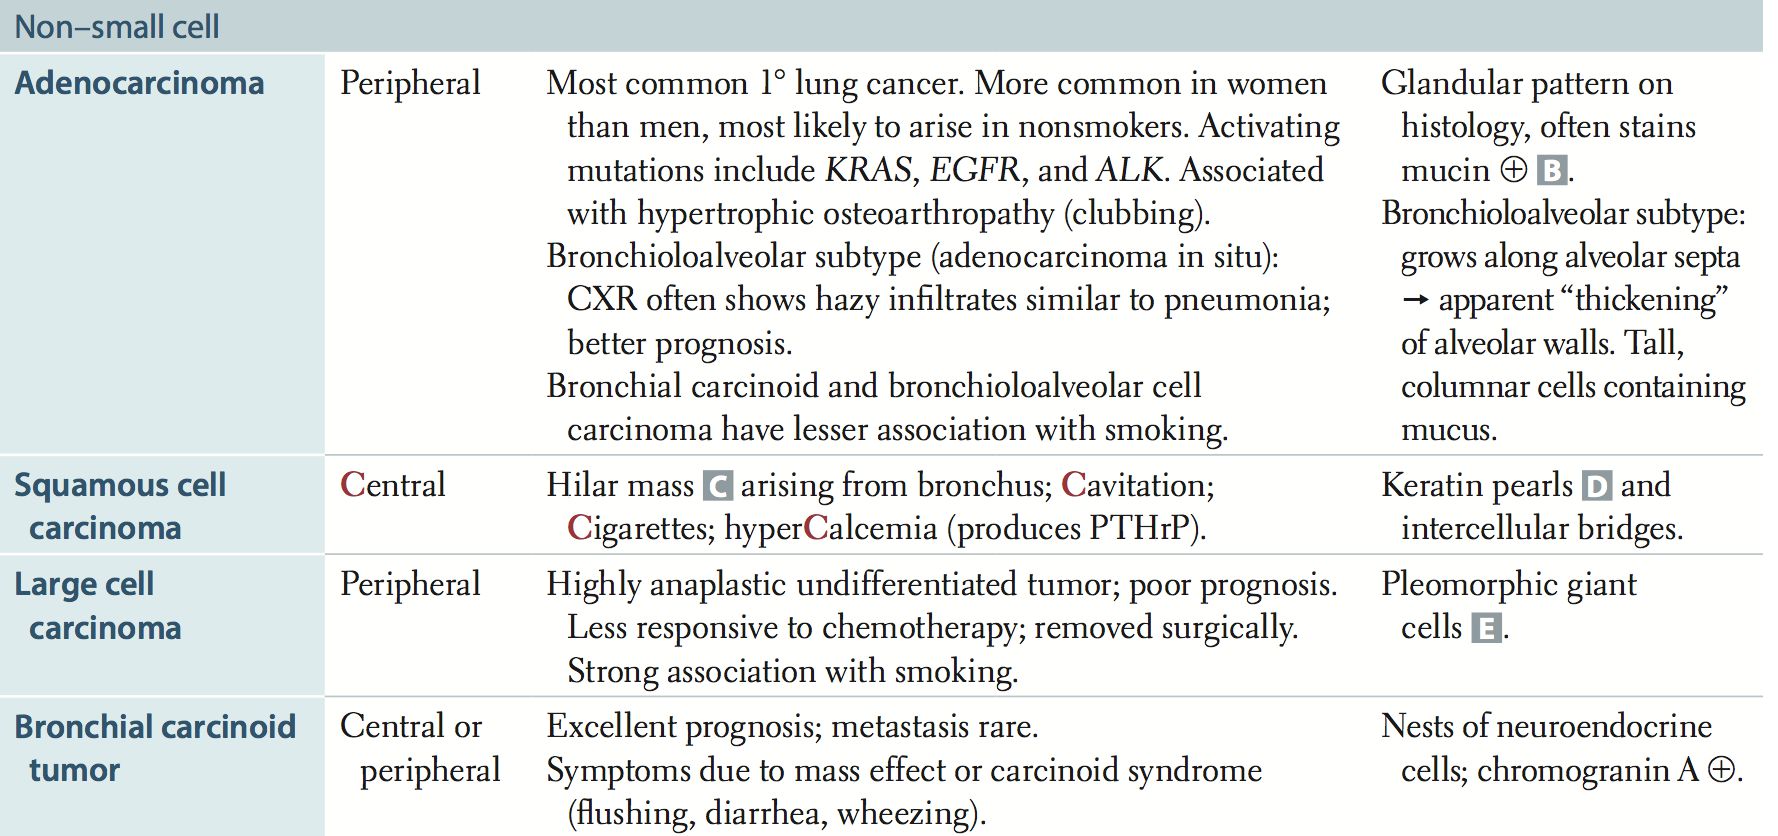 Non–small cell
Adenocarcinoma
Peripheral
Most common 1° lung cancer. More common in women
than men, most likely to arise in nonsmokers. Activating
mutations include KRAS, EGFR, and ALK. Associated
with hypertrophic osteoarthropathy (clubbing).
Bronchioloalveolar subtype (adenocarcinoma in situ):
CXR often shows hazy infiltrates similar to pneumonia;
better prognosis.
Bronchial carcinoid and bronchioloalveolar cell
carcinoma have lesser association with smoking.
Glandular pattern on
histology, often stains
mucin ⊕ B.
Bronchioloalveolar subtype:
grows along alveolar septa
→ apparent “thickening”
of alveolar walls. Tall,
columnar cells containing
mucus.
Squamous cell
carcinoma
Central
Hilar mass C arising from bronchus; Cavitation;
Cigarettes; hyperCalcemia (produces PTHrP).
Keratin pearls D and
intercellular bridges.
Large cell
carcinoma
Peripheral
Highly anaplastic undifferentiated tumor; poor prognosis.
Less responsive to chemotherapy; removed surgically.
Strong association with smoking.
Pleomorphic giant
cells E.
Bronchial carcinoid
tumor
Central or
peripheral
Excellent prognosis; metastasis rare.
Symptoms due to mass effect or carcinoid syndrome
(flushing, diarrhea, wheezing).
Nests of neuroendocrine
cells; chromogranin A ⊕.